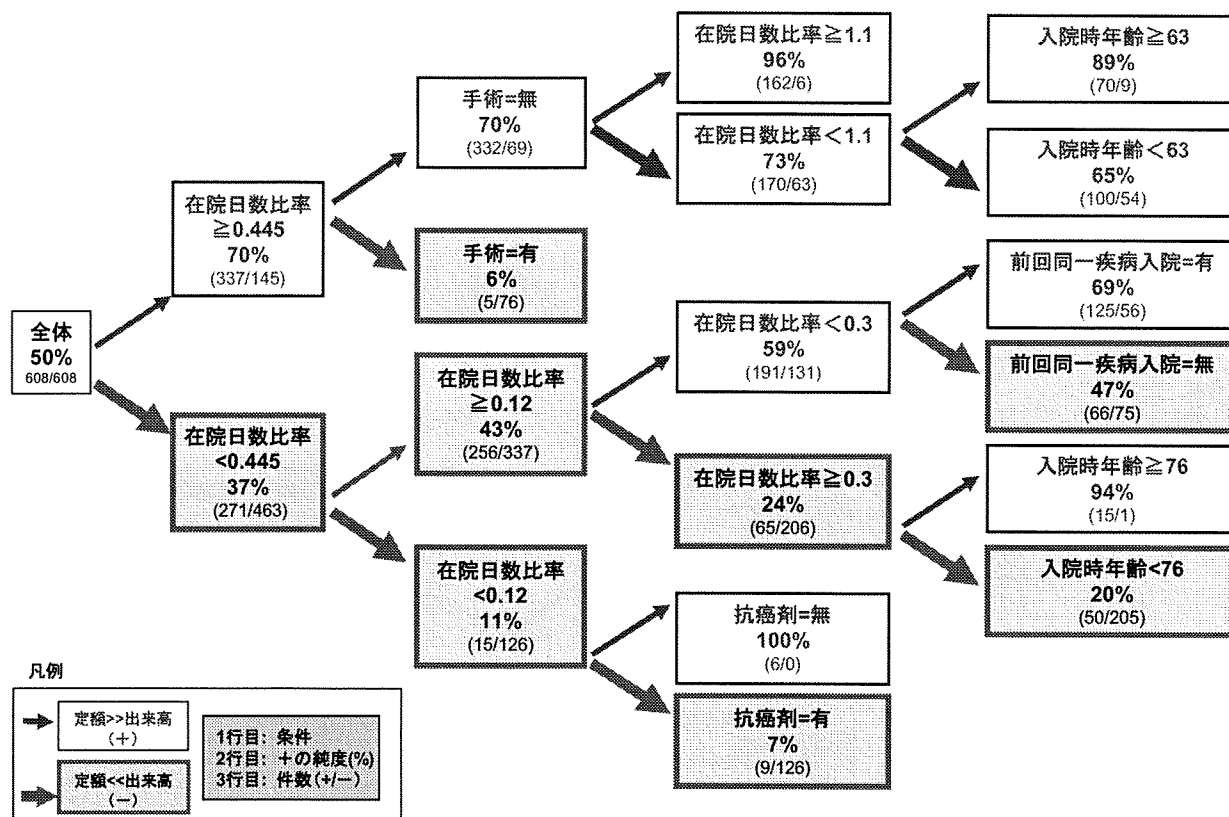 全体
50%
608/608
在院日数比率
≧0.445
70%
(337/145)
在院日数比率
<0.445
37%
(271/463)
手術=無
70%
(332/69)
手術=有
6%
(5/76)
在院日数比率
≧0.12
43%
(256/337)
在院日数比率
<0.12
11%
(15/126)
在院日数比率≧1.1
96%
(162/6)
在院日数比率＜1.1
73%
(170/63)
在院日数比率＜0.3
59%
(191/131)
在院日数比率≧0.3
24%
(65/206)
抗癌剤=無
100%
(6/0)
抗癌剤=有
7%
(9/126)
入院時年齢≧63
89%
(70/9)
入院時年齢＜63
65%
(100/54)
前回同一疾病入院=有
69%
(125/56)
前回同一疾病入院=無
47%
(66/75)
入院時年齢≧76
94%
(15/1)
入院時年齢<76
20%
(50/205)
凡例
定額>>出来高
(＋)
定額<<出来高
(－)
1行目: 条件
2行目: ＋の純度(%)
3行目: 件数(+/－)